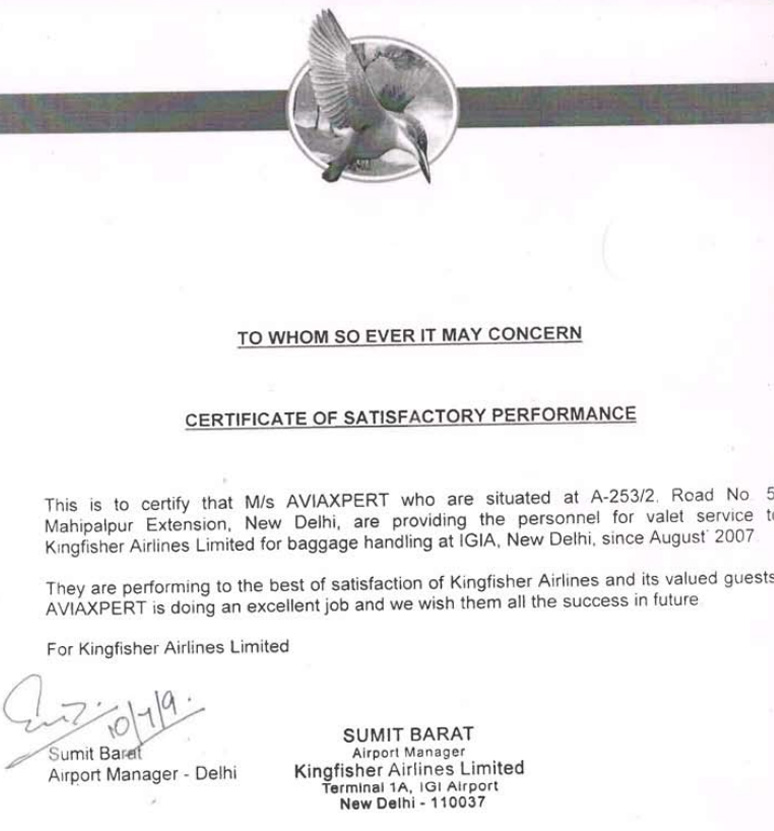 TO WHOM SO EVER IT MAY CONCERN
CERTIFICATE OF SATISFACTORY PERFORMANCE
This is to certify that M/s AVIAXPERT who are situated at A-253/2, Road No 5
Mahipalpur Extension, New Delhi, are providing the personnel for valet service to
Kingfisher Airlines Limited for baggage handling at IGIA, New Delhi, since August 2007.
They are performing to the best of satisfaction of Kingfisher Airlines and its valued guests
AVIAXPERT is doing an excellent job and we wish them all the success in future
For Kingfisher Airlines Limited
10/7/9.
Sumit Barat
Airport Manager - Delhi
SUMIT BARAT
Airport Manager
Kingfisher Airlines Limited
Terminal 1A, IGI Airport
New Delhi - 110037